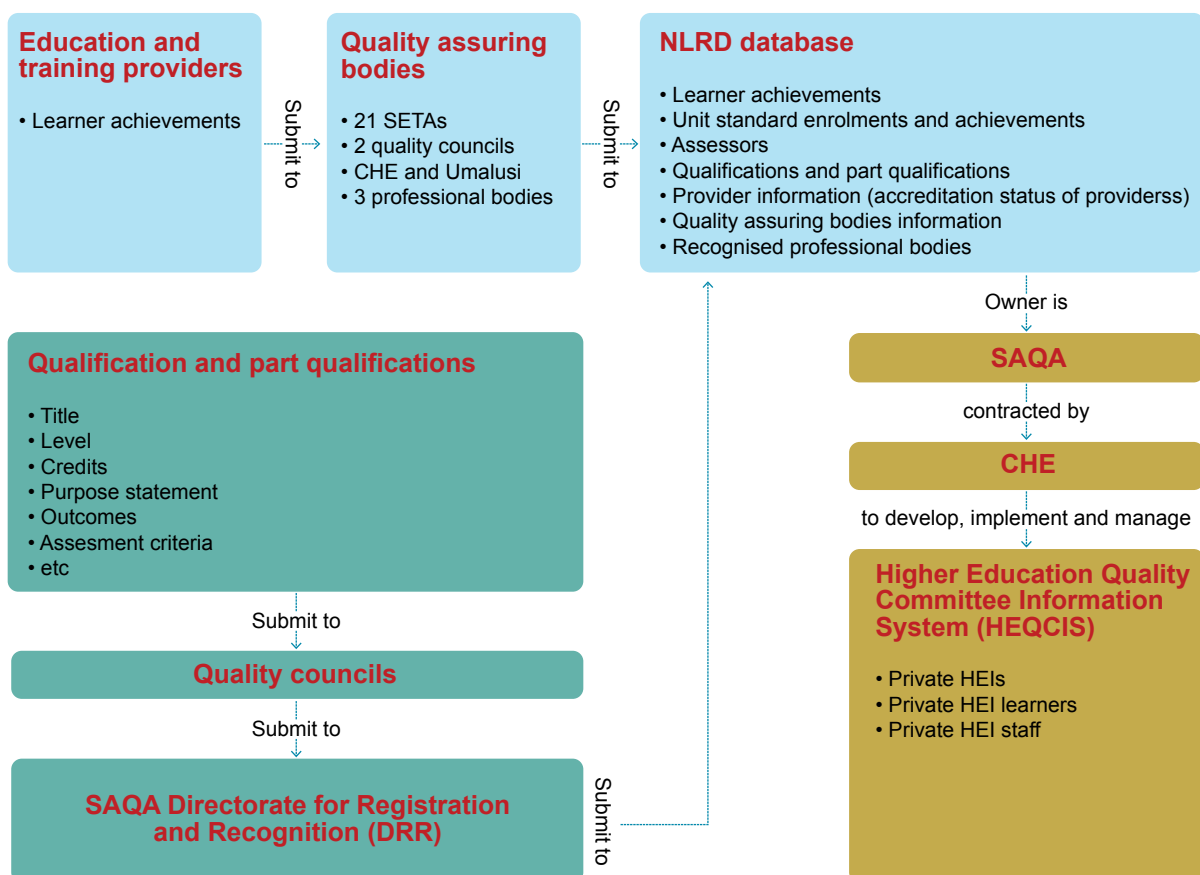 Education and
training providers
• Learner achievements
Submit to
Quality assuring
bodies
• 21 SETAs
• 2 quality councils
• CHE and Umalusi
• 3 professional bodies
Submit to
NLRD database
• Learner achievements
• Unit standard enrolments and achievements
• Assessors
• Qualifications and part qualifications
• Provider information (accreditation status of providerss)
• Quality assuring bodies information
• Recognised professional bodies
Owner is
SAQA
contracted by
CHE
to develop, implement and manage
Higher Education Quality
Committee Information
System (HEQCIS)
• Private HEIs
• Private HEI learners
• Private HEI staff
Qualification and part qualifications
• Title
• Level
• Credits
• Purpose statement
• Outcomes
• Assesment criteria
• etc
Submit to
Quality councils
Submit to
SAQA Directorate for Registration
and Recognition (DRR)
Submit to